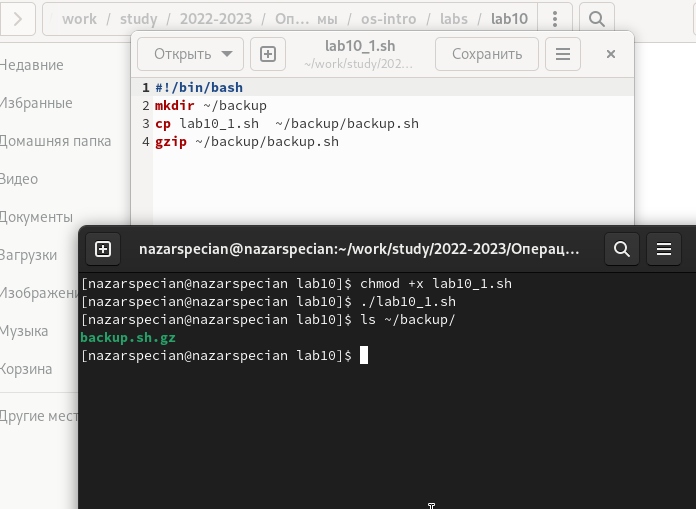 work / study / 2022-2023 / Оп… мы / os-intro / labs / lab10
Недавние
Избранные
Домашняя папка
Видео
Документы
Загрузки
Изображени
Музыка
Корзина
Другие мест
Открыть
lab10_1.sh
~/work/study/202…
Сохранить
1 #!/bin/bash
2 mkdir ~/backup
3 cp lab10_1.sh  ~/backup/backup.sh
4 gzip ~/backup/backup.sh
nazarspecian@nazarspecian:~/work/study/2022-2023/Операц…
[nazarspecian@nazarspecian lab10]$ chmod +x lab10_1.sh
[nazarspecian@nazarspecian lab10]$ ./lab10_1.sh
[nazarspecian@nazarspecian lab10]$ ls ~/backup/
backup.sh.gz
[nazarspecian@nazarspecian lab10]$